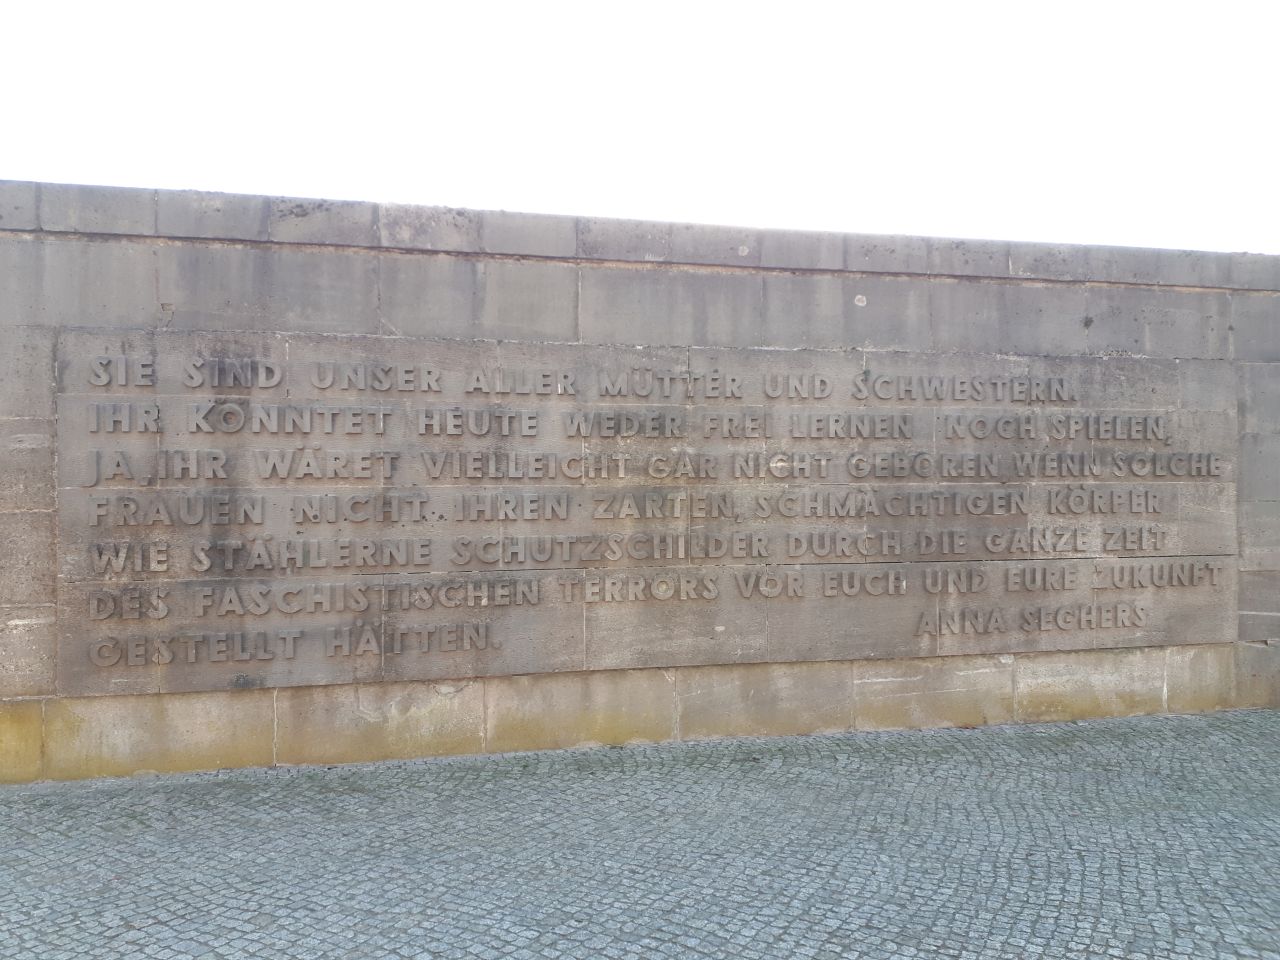 SIE SIND UNSER ALLER MÜTTER UND SCHWESTERN.
IHR KÖNNTET HEUTE WEDER FREI LERNEN NOCH SPIELEN,
JA, IHR WÄRET VIELLEICHT GAR NICHT GEBOREN, WENN SOLCHE
FRAUEN NICHT IHREN ZARTEN, SCHMÄCHTIGEN KÖRPER
WIE STÄHLERNE SCHUTZSCHILDER DURCH DIE GANZE ZEIT
DES FASCHISTISCHEN TERRORS VOR EUCH UND EURE ZUKUNFT
GESTELLT HÄTTEN. ANNA SEGHERS